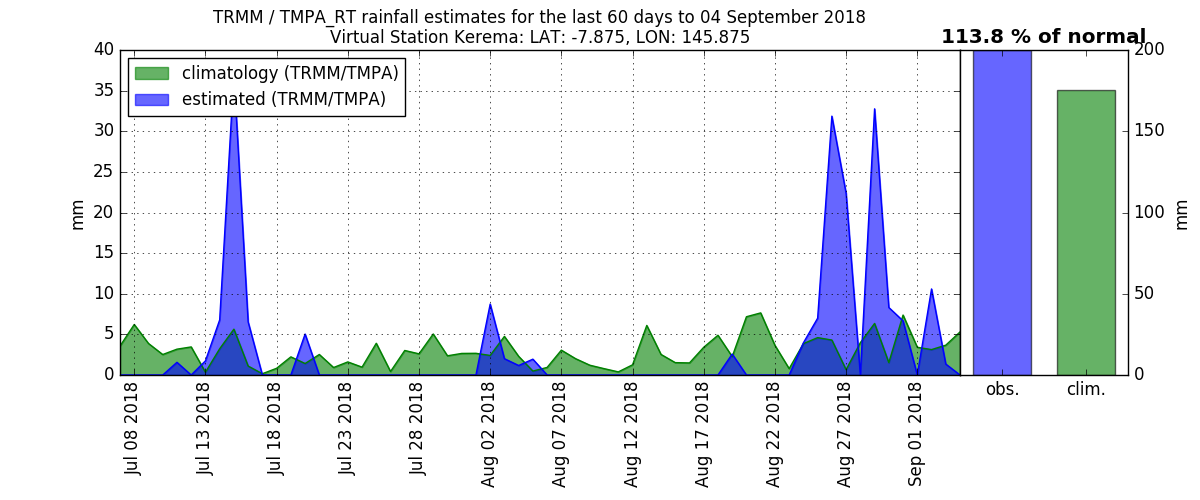 TRMM / TMPA_RT rainfall estimates for the last 60 days to 04 September 2018
Virtual Station Kerema: LAT: -7.875, LON: 145.875
113.8 % of normal
climatology (TRMM/TMPA)
estimated (TRMM/TMPA)
mm
40
35
30
25
20
15
10
5
0
Jul 08 2018
Jul 13 2018
Jul 18 2018
Jul 23 2018
Jul 28 2018
Aug 02 2018
Aug 07 2018
Aug 12 2018
Aug 17 2018
Aug 22 2018
Aug 27 2018
Sep 01 2018
obs.
clim.
200
150
100
50
0
mm